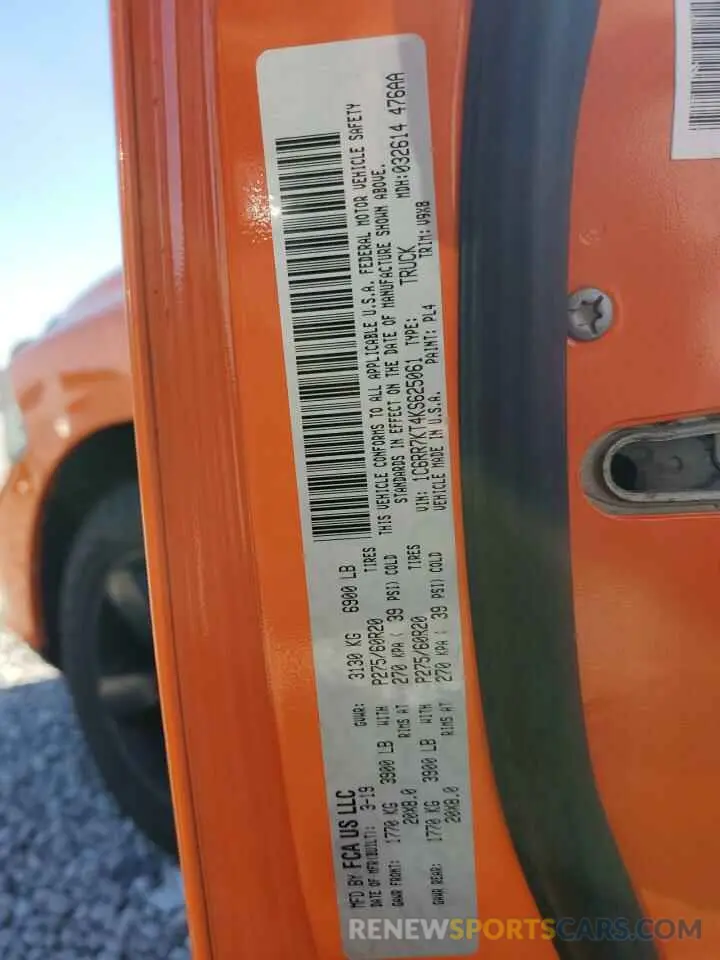 MFD BY FCA US LLC
DATE OF MFR(BUILT): 3-19
GVWR: 3130 KG 6900 LB
GAWR FRONT: 1770 KG 3900 LB WITH P275/60R20 TIRES
20X8.0 RIMS AT 270 KPA ( 39 PSI) COLD
GAWR REAR: 1770 KG 3900 LB WITH P275/60R20 TIRES
20X8.0 RIMS AT 270 KPA ( 39 PSI) COLD
THIS VEHICLE CONFORMS TO ALL APPLICABLE U.S.A. FEDERAL MOTOR VEHICLE SAFETY
STANDARDS IN EFFECT ON THE DATE OF MANUFACTURE SHOWN ABOVE.
VIN: 1C6RR7KT4KS625061 TYPE: TRUCK MDH:032614 476AA
VEHICLE MADE IN U.S.A. PAINT: PL4 TRIM: V9X8
RENEWSPORTSCARS.COM